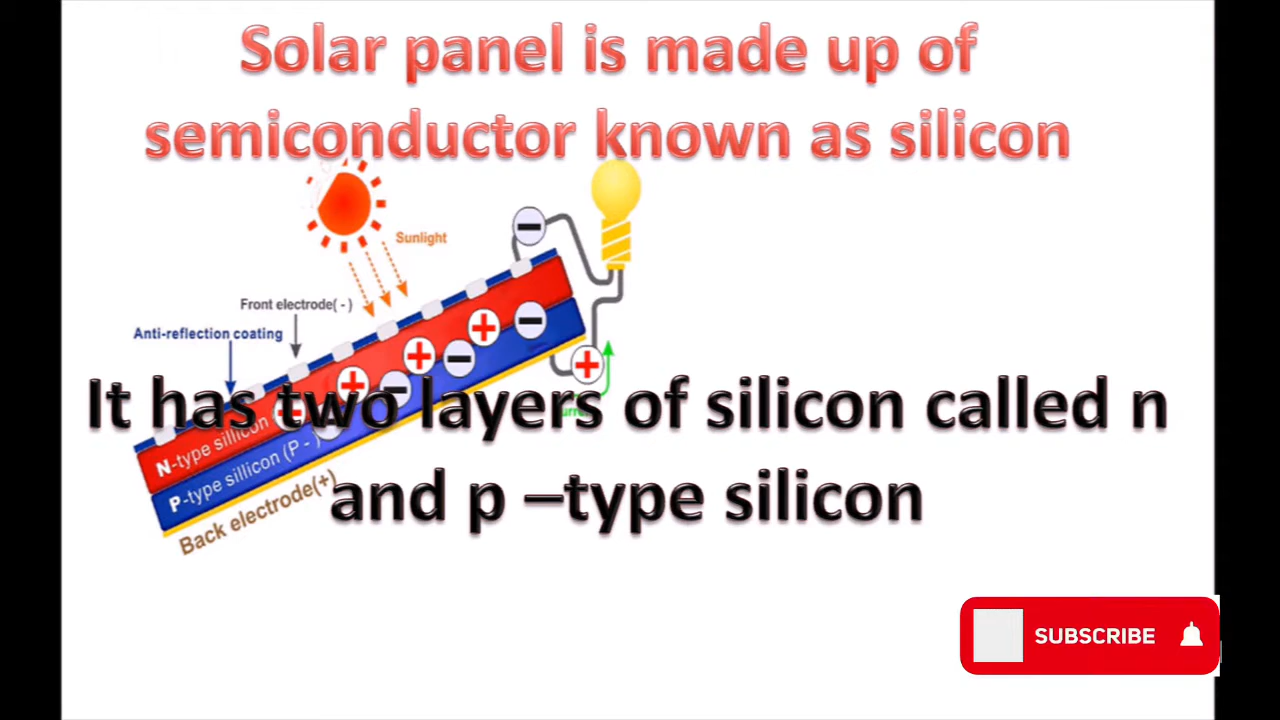 Solar panel is made up of
semiconductor known as silicon
Sunlight
Front electrode( - )
Anti-reflection coating
It has two layers of silicon called n
and p –type silicon
N-type sillicon
P-type sillicon (P - )
Back electrode(+)
SUBSCRIBE